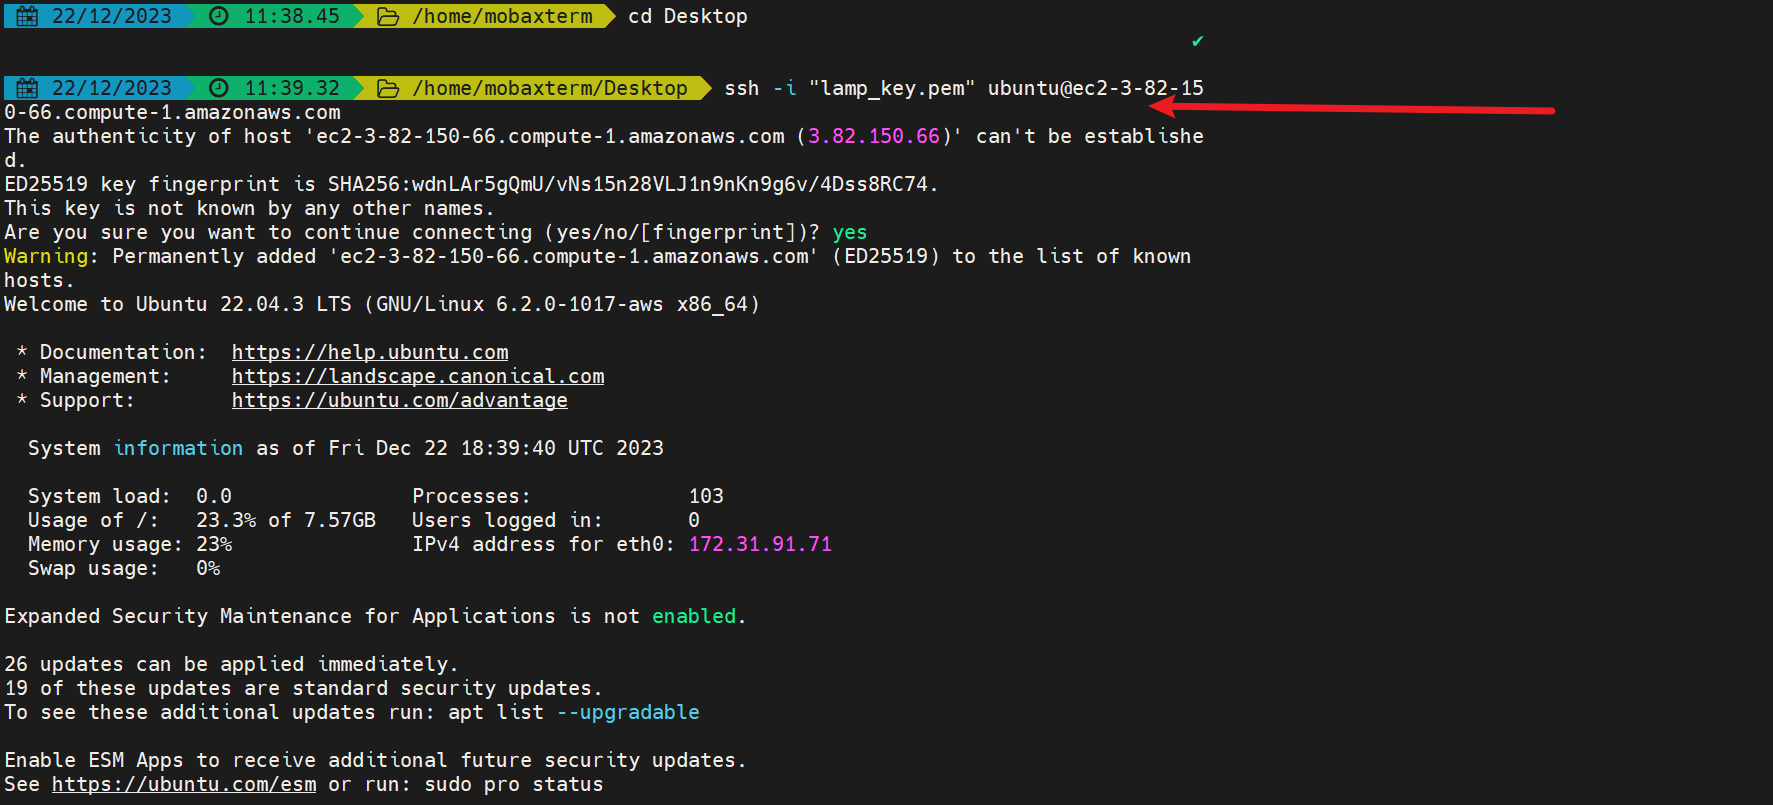 22/12/2023 11:38.45 /home/mobaxterm cd Desktop
✔
22/12/2023 11:39.32 /home/mobaxterm/Desktop ssh -i "lamp_key.pem" ubuntu@ec2-3-82-15
0-66.compute-1.amazonaws.com
The authenticity of host 'ec2-3-82-150-66.compute-1.amazonaws.com (3.82.150.66)' can't be establishe
d.
ED25519 key fingerprint is SHA256:wdnLAr5gQmU/vNs15n28VLJ1n9nKn9g6v/4Dss8RC74.
This key is not known by any other names.
Are you sure you want to continue connecting (yes/no/[fingerprint])? yes
Warning: Permanently added 'ec2-3-82-150-66.compute-1.amazonaws.com' (ED25519) to the list of known
hosts.
Welcome to Ubuntu 22.04.3 LTS (GNU/Linux 6.2.0-1017-aws x86_64)
* Documentation: https://help.ubuntu.com
* Management: https://landscape.canonical.com
* Support: https://ubuntu.com/advantage
System information as of Fri Dec 22 18:39:40 UTC 2023
System load: 0.0 Processes: 103
Usage of /: 23.3% of 7.57GB Users logged in: 0
Memory usage: 23% IPv4 address for eth0: 172.31.91.71
Swap usage: 0%
Expanded Security Maintenance for Applications is not enabled.
26 updates can be applied immediately.
19 of these updates are standard security updates.
To see these additional updates run: apt list --upgradable
Enable ESM Apps to receive additional future security updates.
See https://ubuntu.com/esm or run: sudo pro status